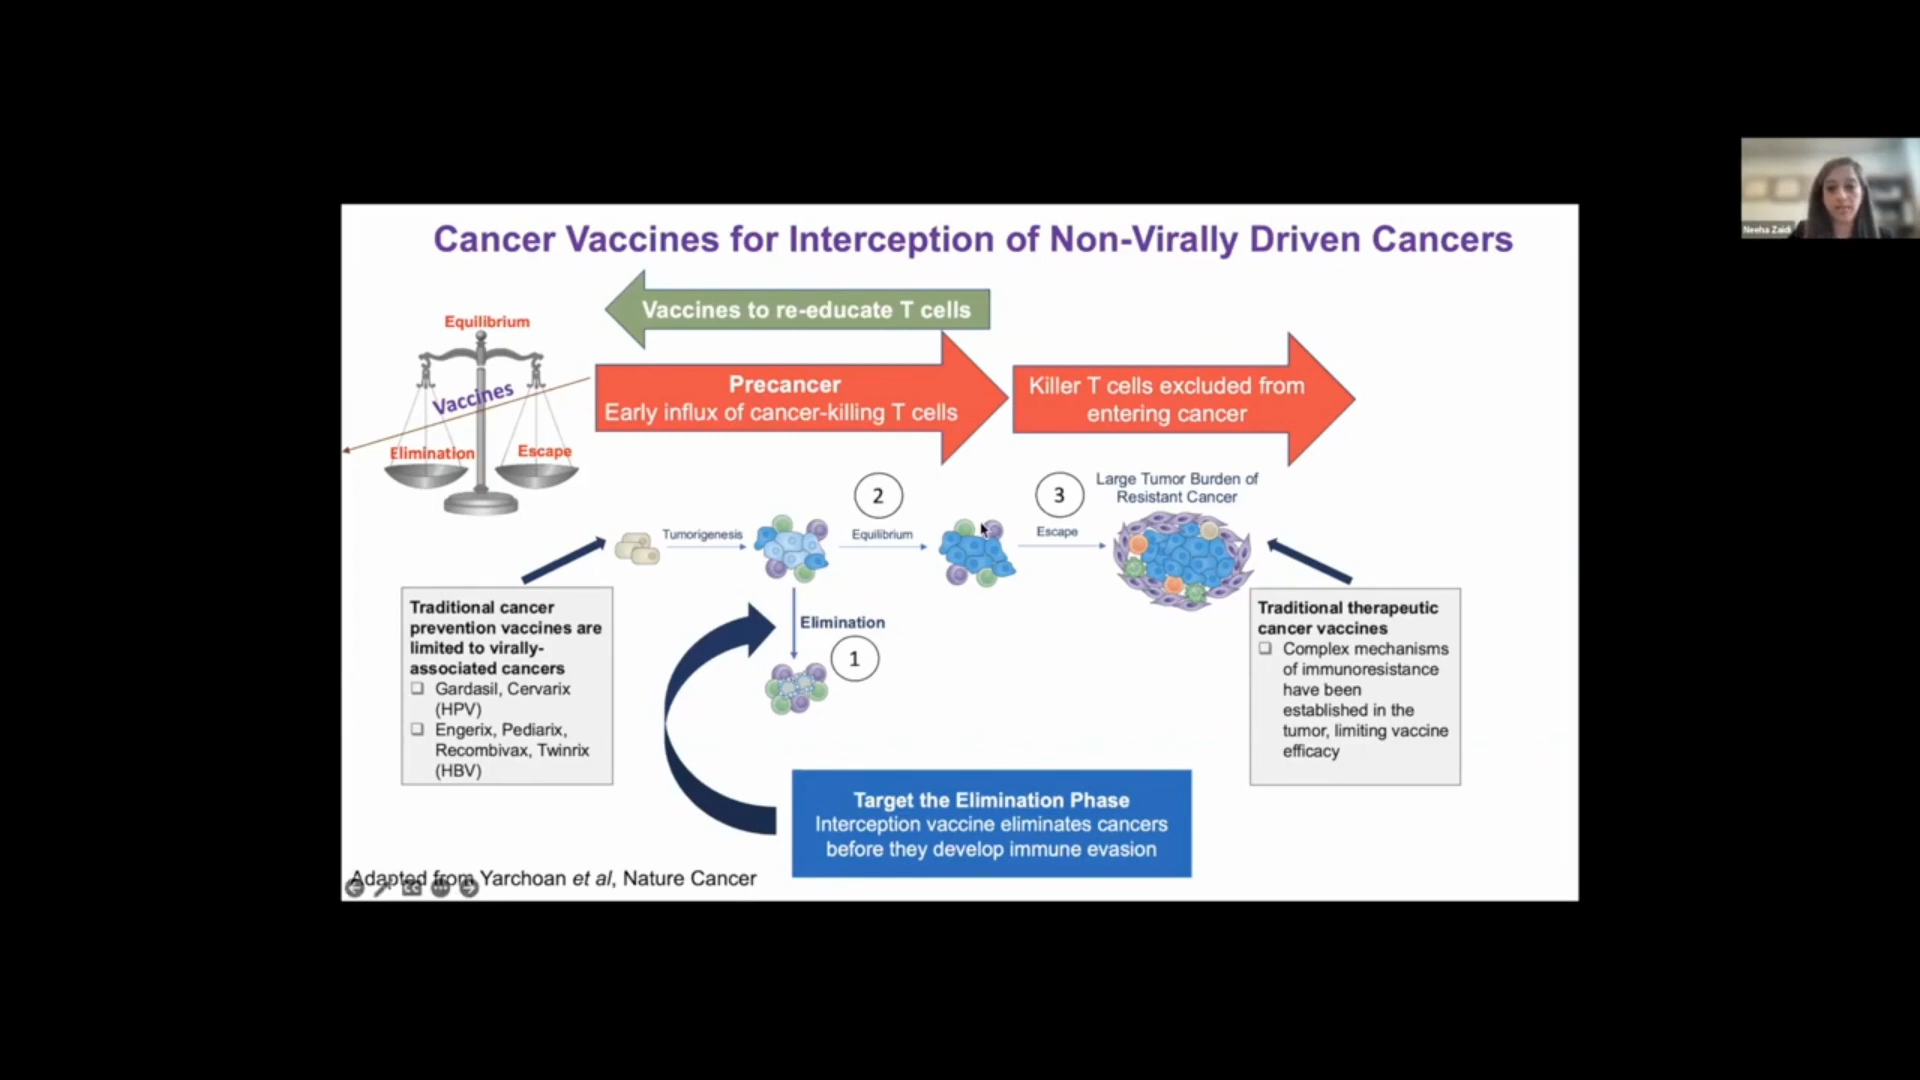 Cancer Vaccines for Interception of Non-Virally Driven Cancers
Vaccines to re-educate T cells
Equilibrium
Vaccines
Elimination
Escape
Precancer
Early influx of cancer-killing T cells
Killer T cells excluded from
entering cancer
2
3
Large Tumor Burden of
Resistant Cancer
Tumorigenesis
Equilibrium
Escape
Elimination
1
Traditional cancer
prevention vaccines are
limited to virally-
associated cancers
❑ Gardasil, Cervarix
(HPV)
❑ Engerix, Pediarix,
Recombivax, Twinrix
(HBV)
Traditional therapeutic
cancer vaccines
❑ Complex mechanisms
of immunoresistance
have been
established in the
tumor, limiting vaccine
efficacy
Target the Elimination Phase
Interception vaccine eliminates cancers
before they develop immune evasion
Adapted from Yarchoan et al, Nature Cancer
CC
Neeha Zaidi